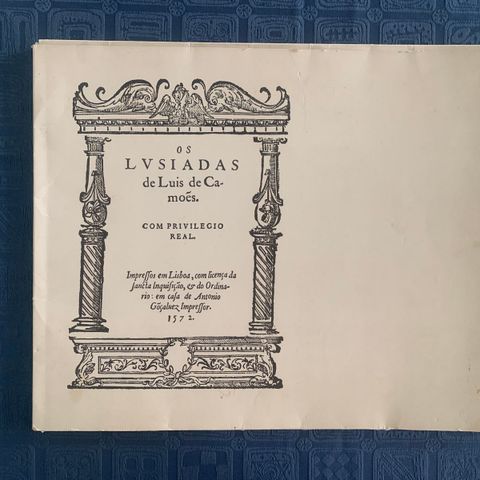 OS
LVSIADAS
de Luis de Ca-
moẽs.
COM PRIVILEGIO
REAL.
Impressos em Lisboa, com licença da
sancta Inquisição, & do Ordina-
rio: em casa de Antonio
Gõçaluez Impressor.
1572.